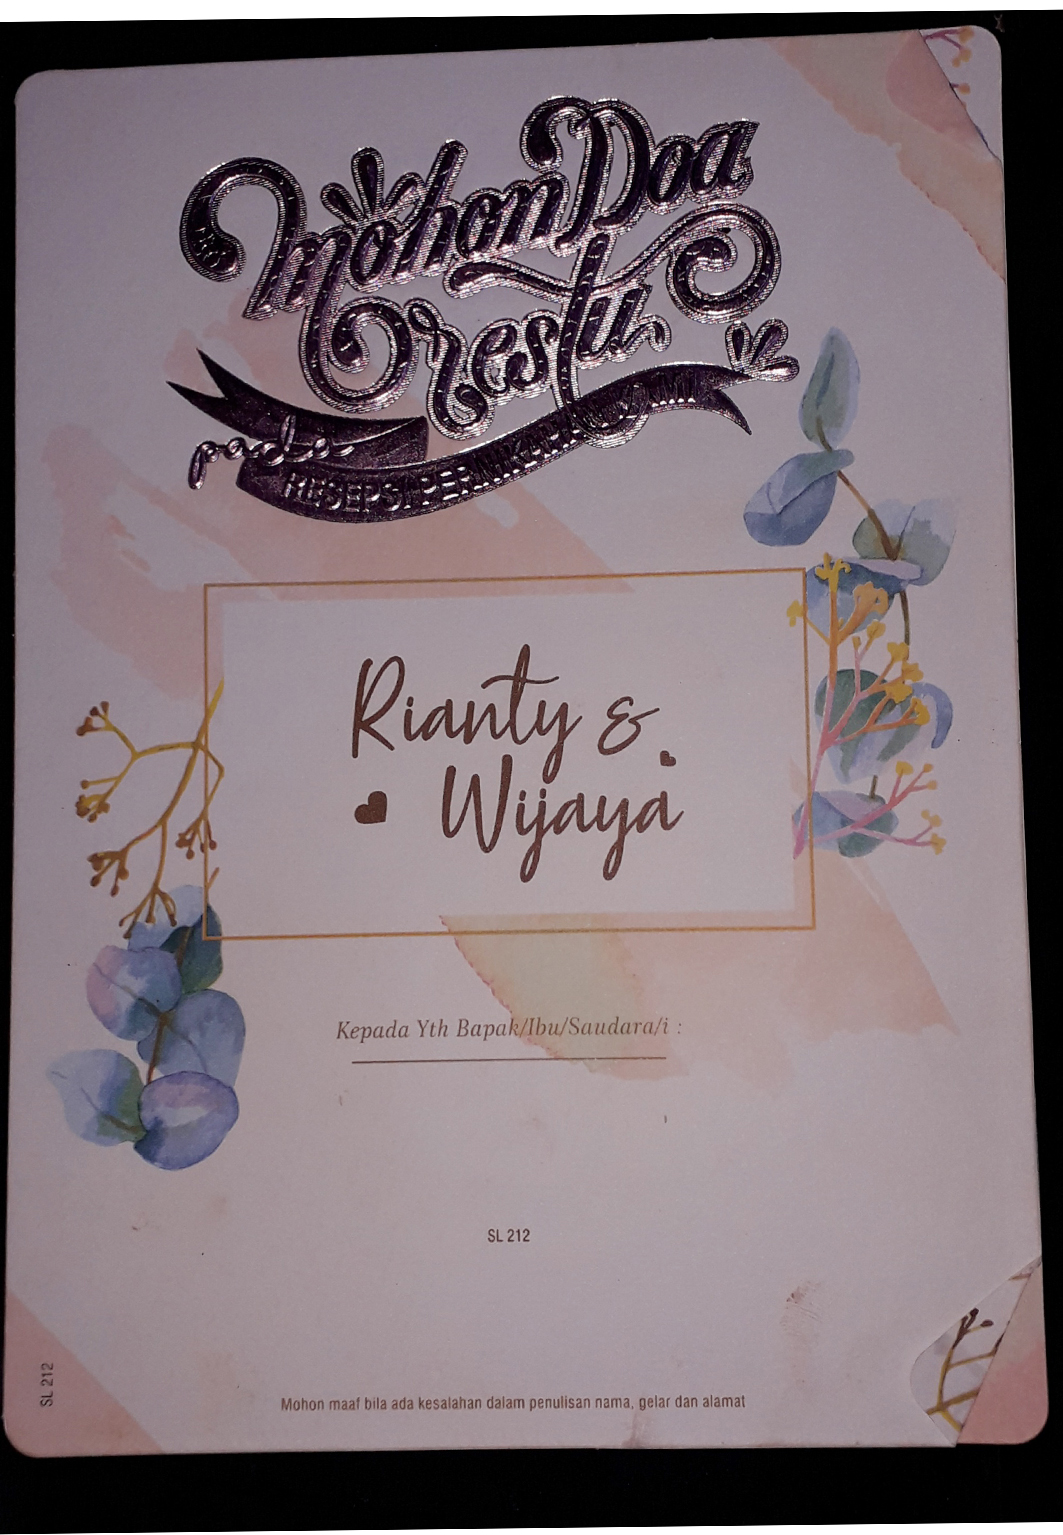 Mohon Doa
restu
pada
RESEPSI PERNIKAHAN KAMI
Rianty &
Wijaya
Kepada Yth Bapak/Ibu/Saudara/i :
SL 212
SL 212
Mohon maaf bila ada kesalahan dalam penulisan nama, gelar dan alamat